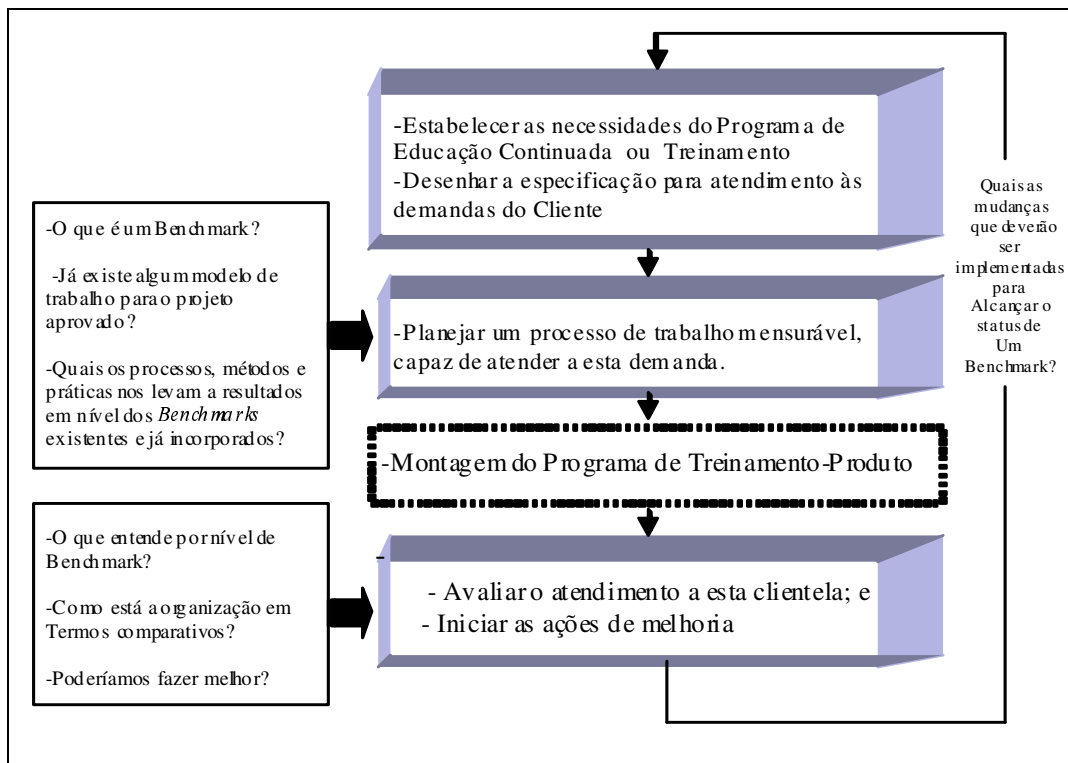 -Estabelecer as necessidades do Programa de
Educação Continuada ou Treinamento
-Desenhar a especificação para atendimento às
demandas do Cliente
-O que é um Benchmark?
-Já existe algum modelo de
trabalho para o projeto
aprovado?
-Quais os processos, métodos e
práticas nos levam a resultados
em nível dos Benchmarks
existentes e já incorporados?
-Planejar um processo de trabalho mensurável,
capaz de atender a esta demanda.
-Montagem do Programa de Treinamento-Produto
-O que entende por nível de
Benchmark?
-Como está a organização em
Termos comparativos?
-Poderíamos fazer melhor?
-
- Avaliar o atendimento a esta clientela; e
- Iniciar as ações de melhoria
Quais as
mudanças
que deverão
ser
implementadas
para
Alcançar o
status de
Um
Benchmark?